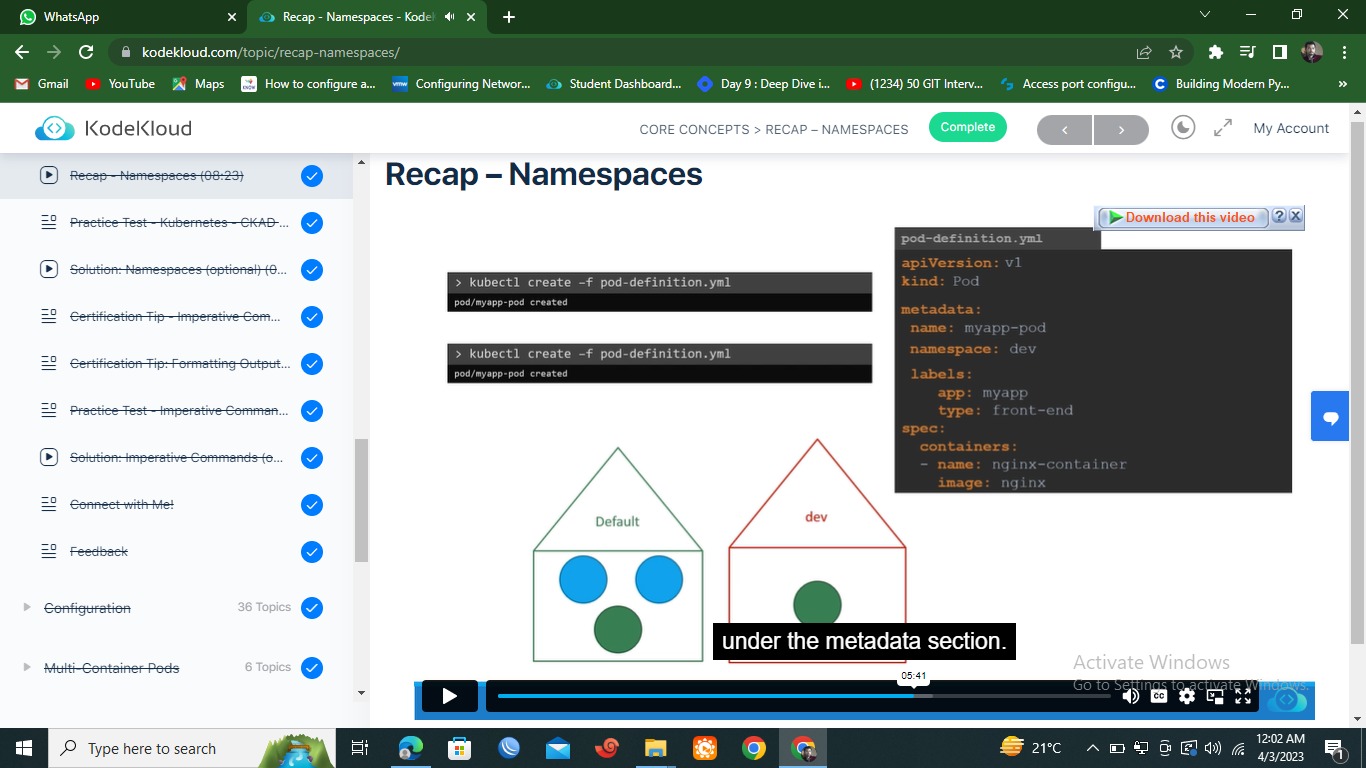 WhatsApp
Recap - Namespaces - KodeK
kodekloud.com/topic/recap-namespaces/
Gmail
YouTube
Maps
How to configure a...
Configuring Networ...
Student Dashboard...
Day 9 : Deep Dive i...
(1234) 50 GIT Interv...
Access port configu...
Building Modern Py...
»
KodeKloud
CORE CONCEPTS > RECAP – NAMESPACES
Complete
My Account
Recap - Namespaces (08:23)
Practice Test - Kubernetes - CKAD ...
Solution: Namespaces (optional) (0...
Certification Tip - Imperative Com...
Certification Tip: Formatting Output...
Practice Test - Imperative Comman...
Solution: Imperative Commands (o...
Connect with Me!
Feedback
Configuration
36 Topics
Multi-Container Pods
6 Topics
Recap – Namespaces
Download this video
?
> kubectl create –f pod-definition.yml
pod/myapp-pod created
> kubectl create –f pod-definition.yml
pod/myapp-pod created
pod-definition.yml
apiVersion: v1
kind: Pod
metadata:
name: myapp-pod
namespace: dev
labels:
app: myapp
type: front-end
spec:
containers:
- name: nginx-container
image: nginx
Default
dev
under the metadata section.
05:41
CC
Activate Windows
Go to Settings to activate Windows.
Type here to search
21°C
12:02 AM
4/3/2023
1